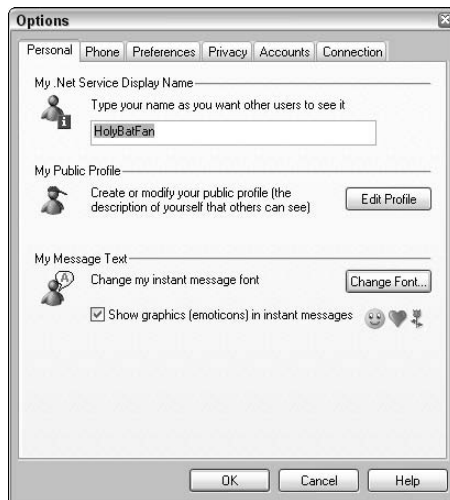 Options
Personal Phone Preferences Privacy Accounts Connection
My .Net Service Display Name
Type your name as you want other users to see it
HolyBatFan
My Public Profile
Create or modify your public profile (the
description of yourself that others can see)
Edit Profile
My Message Text
Change my instant message font
Change Font...
Show graphics (emoticons) in instant messages
OK Cancel Help